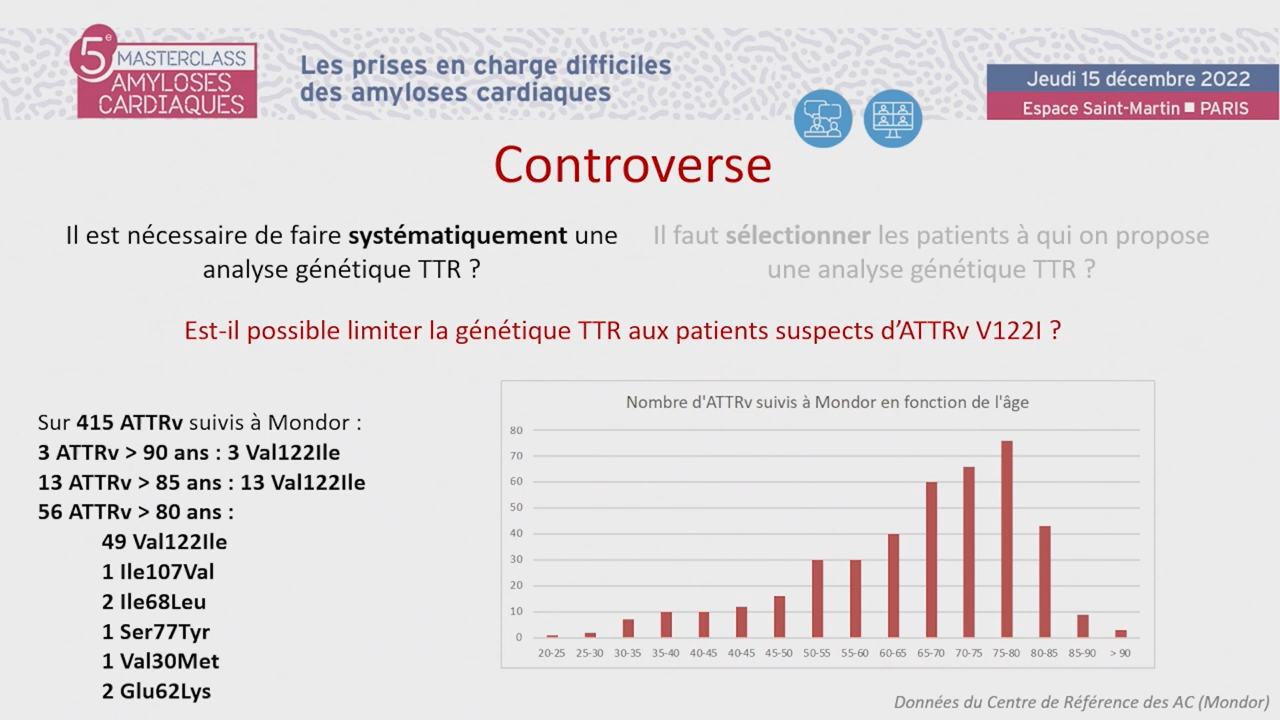 5e MASTERCLASS
AMYLOSES
CARDIAQUES
Les prises en charge difficiles
des amyloses cardiaques
Jeudi 15 décembre 2022
Espace Saint-Martin ■ PARIS
Controverse
Il est nécessaire de faire systématiquement une
analyse génétique TTR ?
Il faut sélectionner les patients à qui on propose
une analyse génétique TTR ?
Est-il possible limiter la génétique TTR aux patients suspects d’ATTRv V122I ?
Sur 415 ATTRv suivis à Mondor :
3 ATTRv > 90 ans : 3 Val122Ile
13 ATTRv > 85 ans : 13 Val122Ile
56 ATTRv > 80 ans :
49 Val122Ile
1 Ile107Val
2 Ile68Leu
1 Ser77Tyr
1 Val30Met
2 Glu62Lys
Nombre d'ATTRv suivis à Mondor en fonction de l'âge
80
70
60
50
40
30
20
10
0
20-25 25-30 30-35 35-40 40-45 40-45 45-50 50-55 55-60 60-65 65-70 70-75 75-80 80-85 85-90 > 90
Données du Centre de Référence des AC (Mondor)